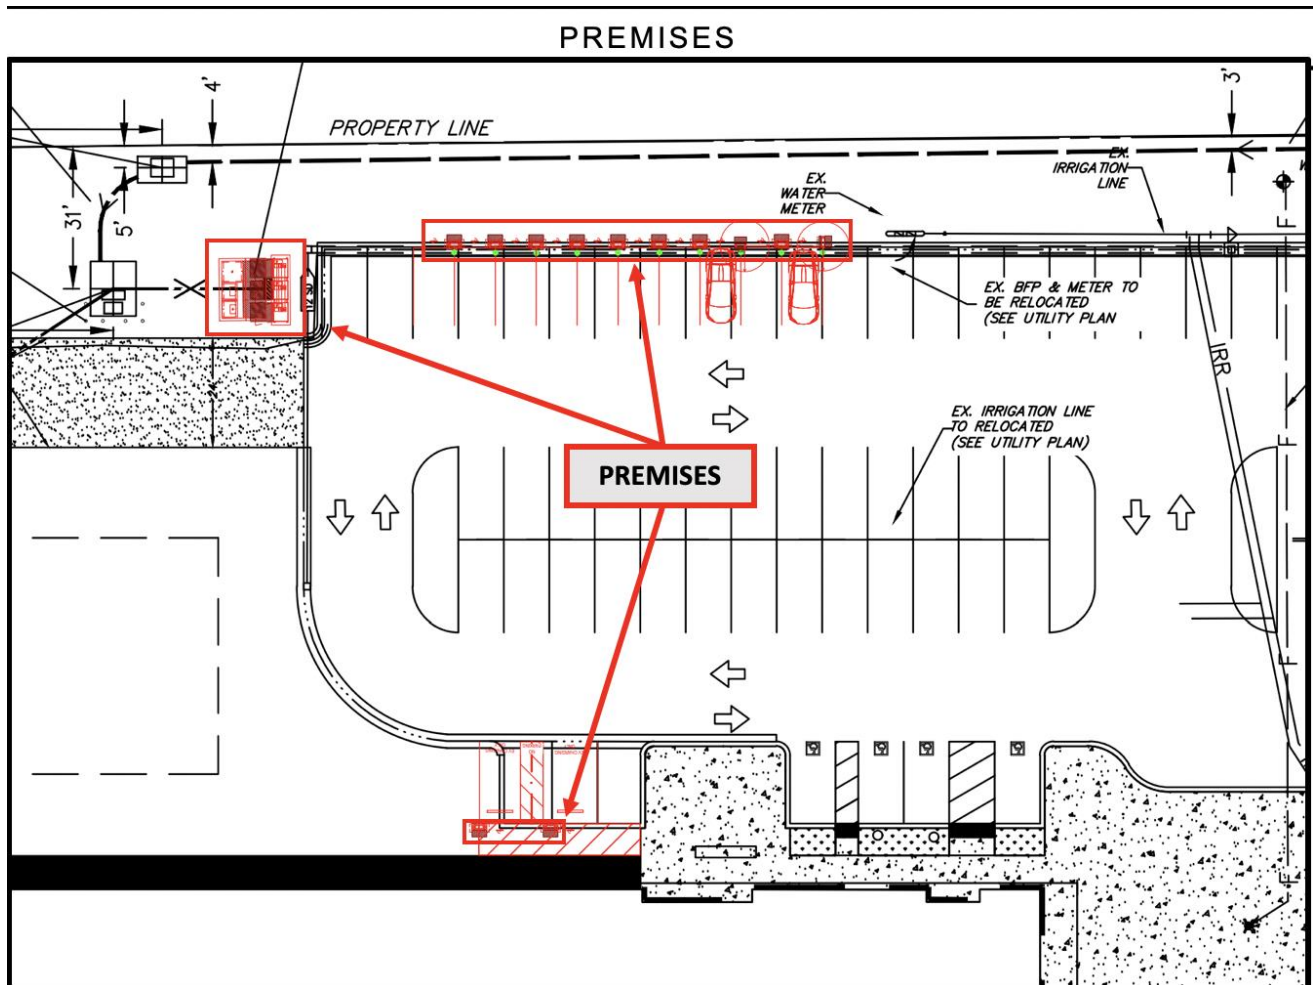 PREMISES
4'
3'
PROPERTY LINE
EX.
IRRIGATION
LINE
EX.
WATER
METER
31'
5'
F
EX. BFP & METER TO
BE RELOCATED
(SEE UTILITY PLAN
IRR
EX. IRRIGATION LINE
TO RELOCATED
(SEE UTILITY PLAN)
F
PREMISES
F
F
F
NO